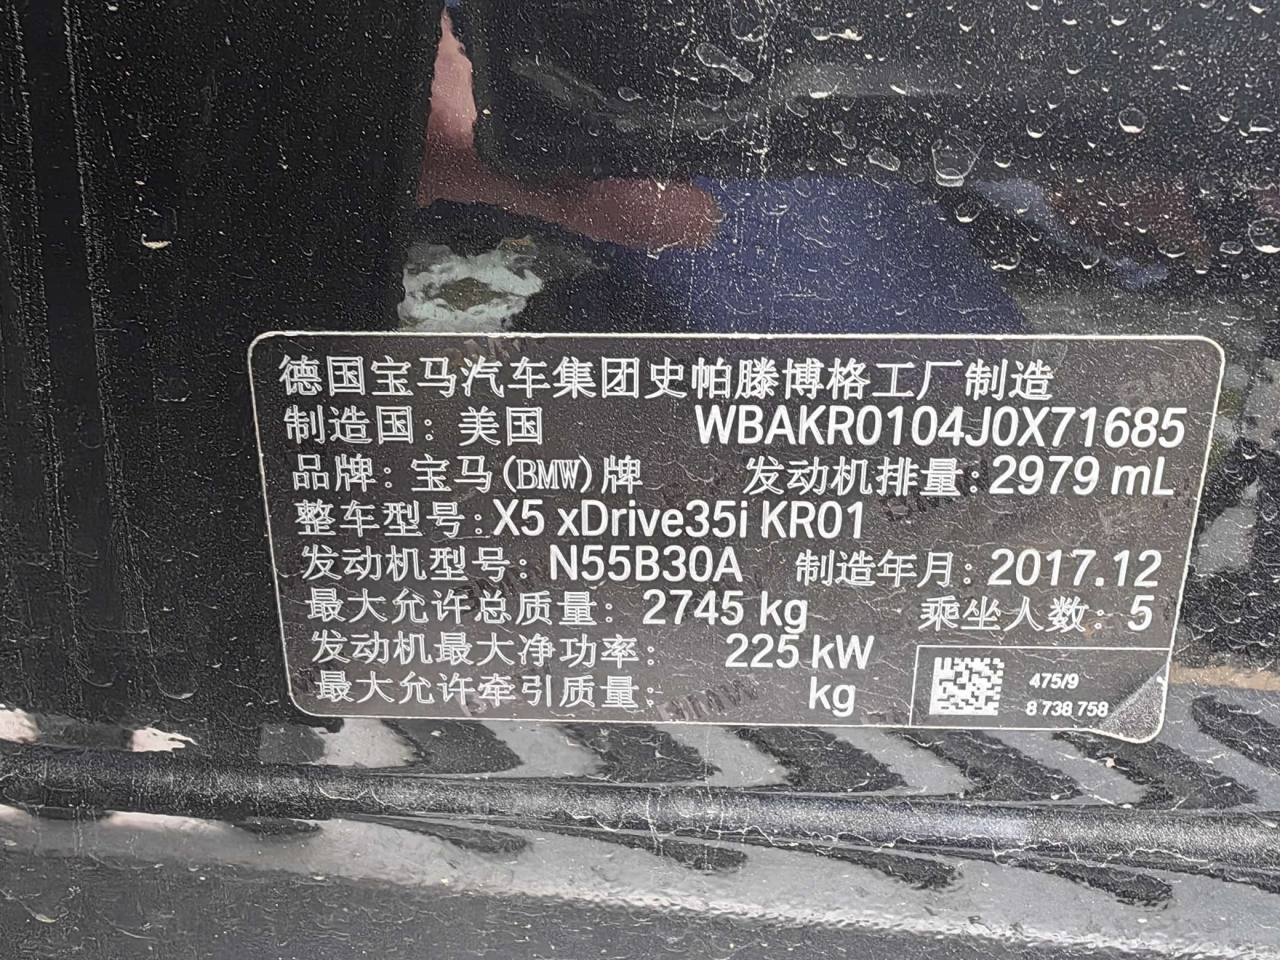 德国宝马汽车集团史帕滕博格工厂制造
制造国：美国 WBAKR0104J0X71685
品牌：宝马(BMW)牌 发动机排量：2979 mL
整车型号：X5 xDrive35i KR01
发动机型号：N55B30A 制造年月：2017.12
最大允许总质量：2745 kg 乘坐人数：5
发动机最大净功率：225 kW
最大允许牵引质量： kg
475/9
8 738 758